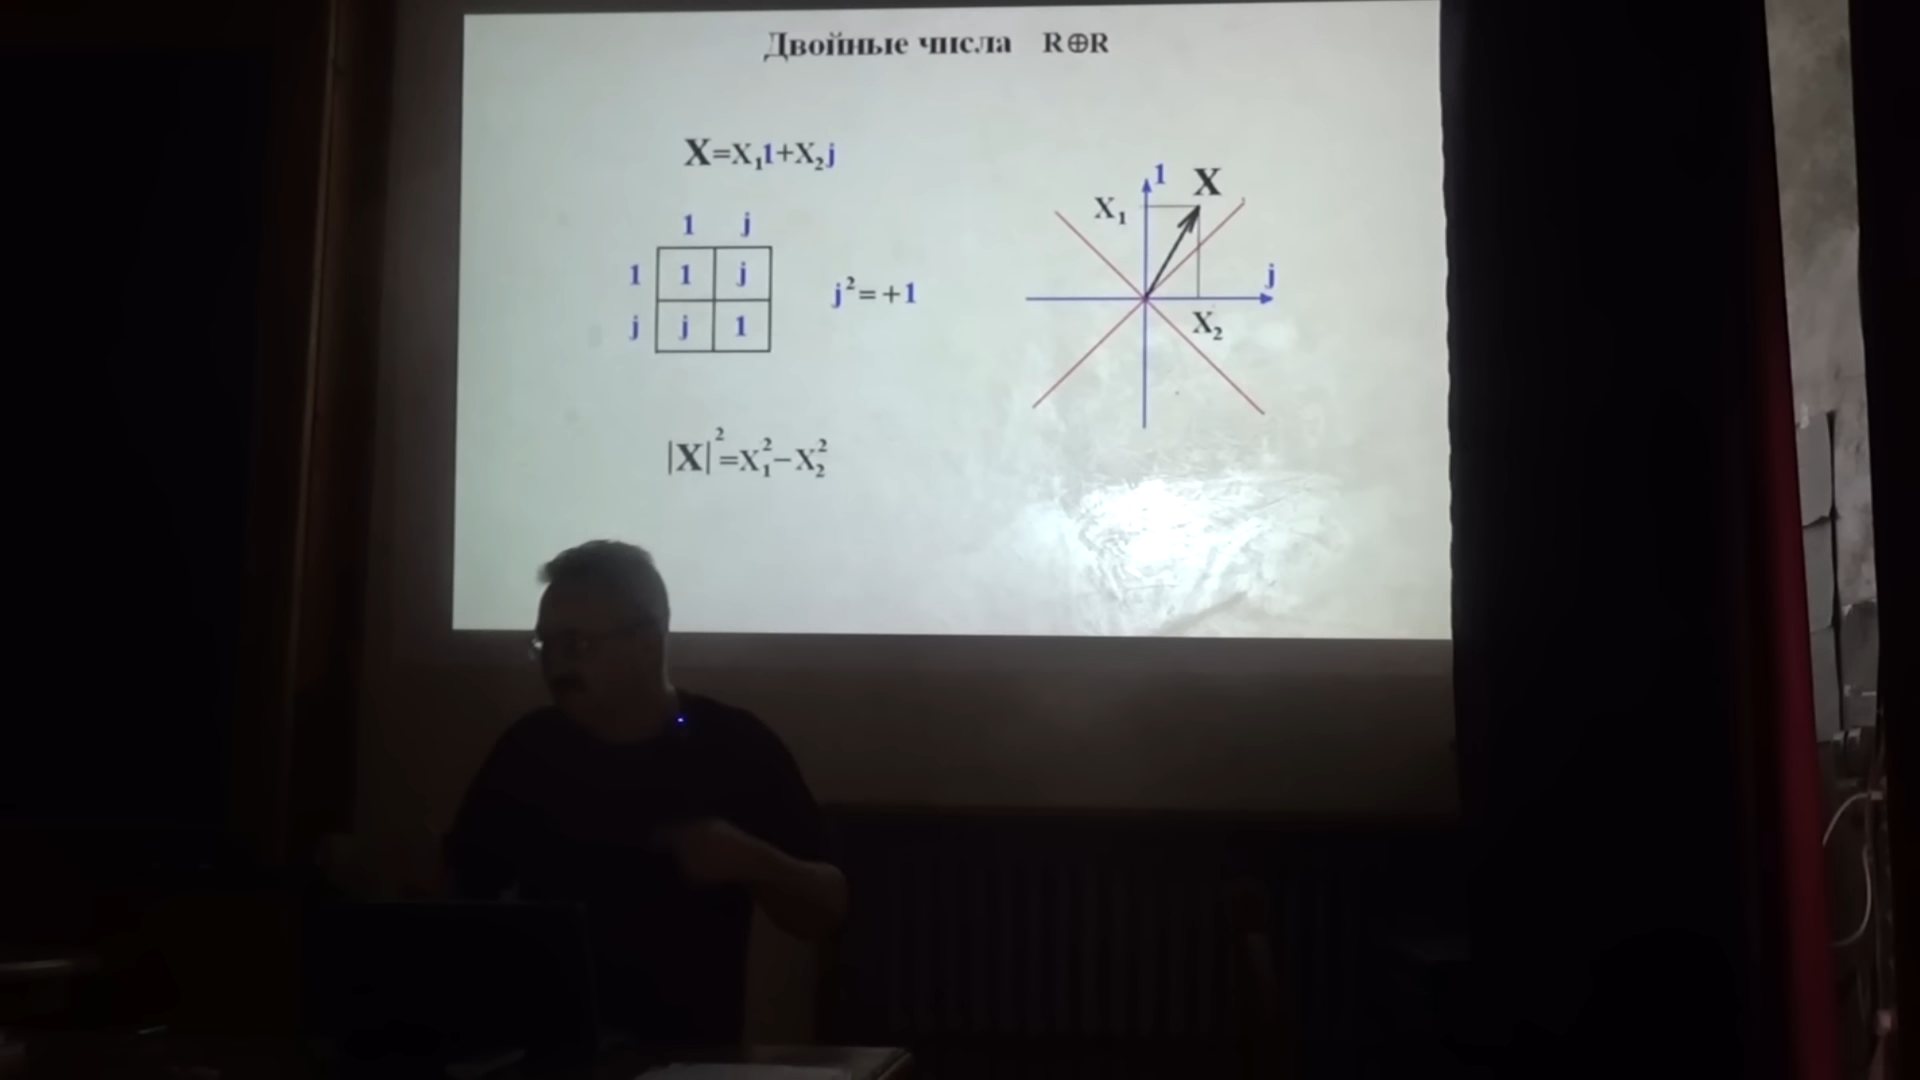 Двойные числа R⊕R
X=X₁1+X₂j
1 j
1 1 j
j j 1
j²=+1
|X|²=X₁²−X₂²
1
X
X₁
j
X₂